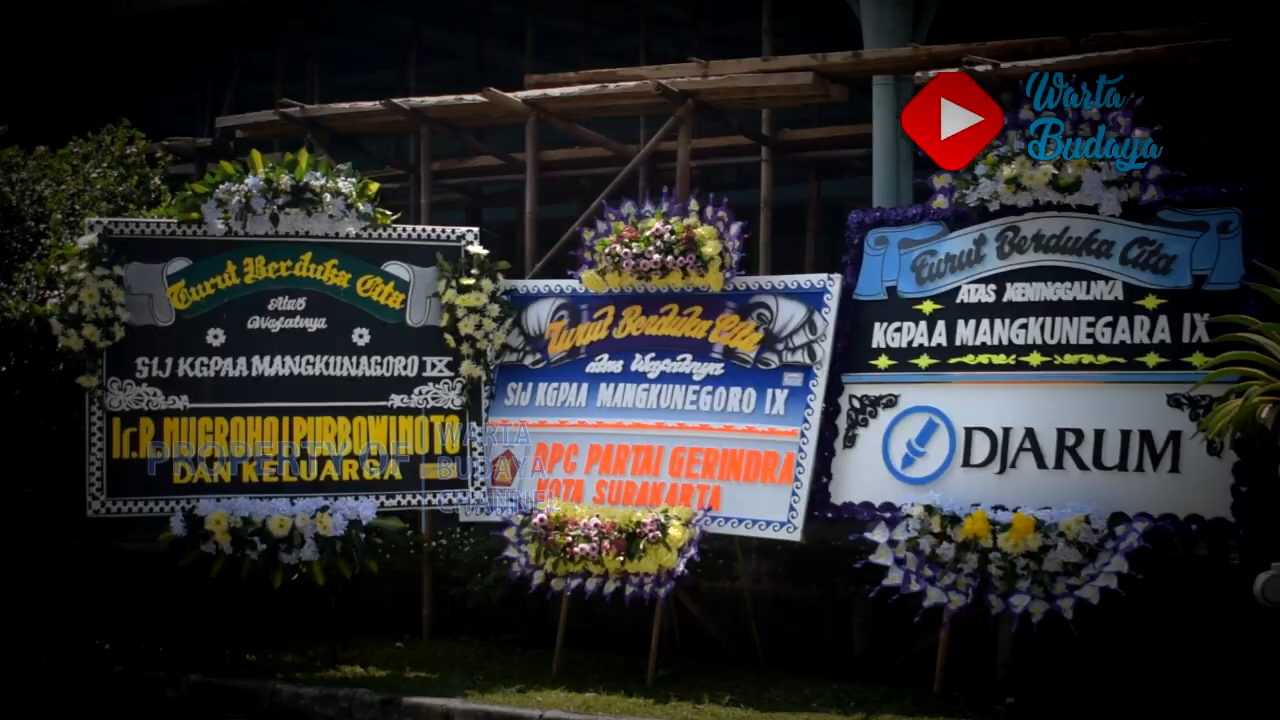 Warta
Budaya
Turut Berduka Cita
Atas
Wafatnya
SIJ KGPAA MANGKUNAGORO IX
Ir.R. NUGROHO I PURBOWINOTO
DAN KELUARGA
Turut Berduka Cita
atas Wafatnya
SIJ KGPAA MANGKUNEGORO IX
DPC PARTAI GERINDRA
KOTA SURAKARTA
Turut Berduka Cita
ATAS KENINGGALNYA
KGPAA MANGKUNEGARA IX
DJARUM
PROPERTY OF
WARTA
BUDAYA
CHANNEL